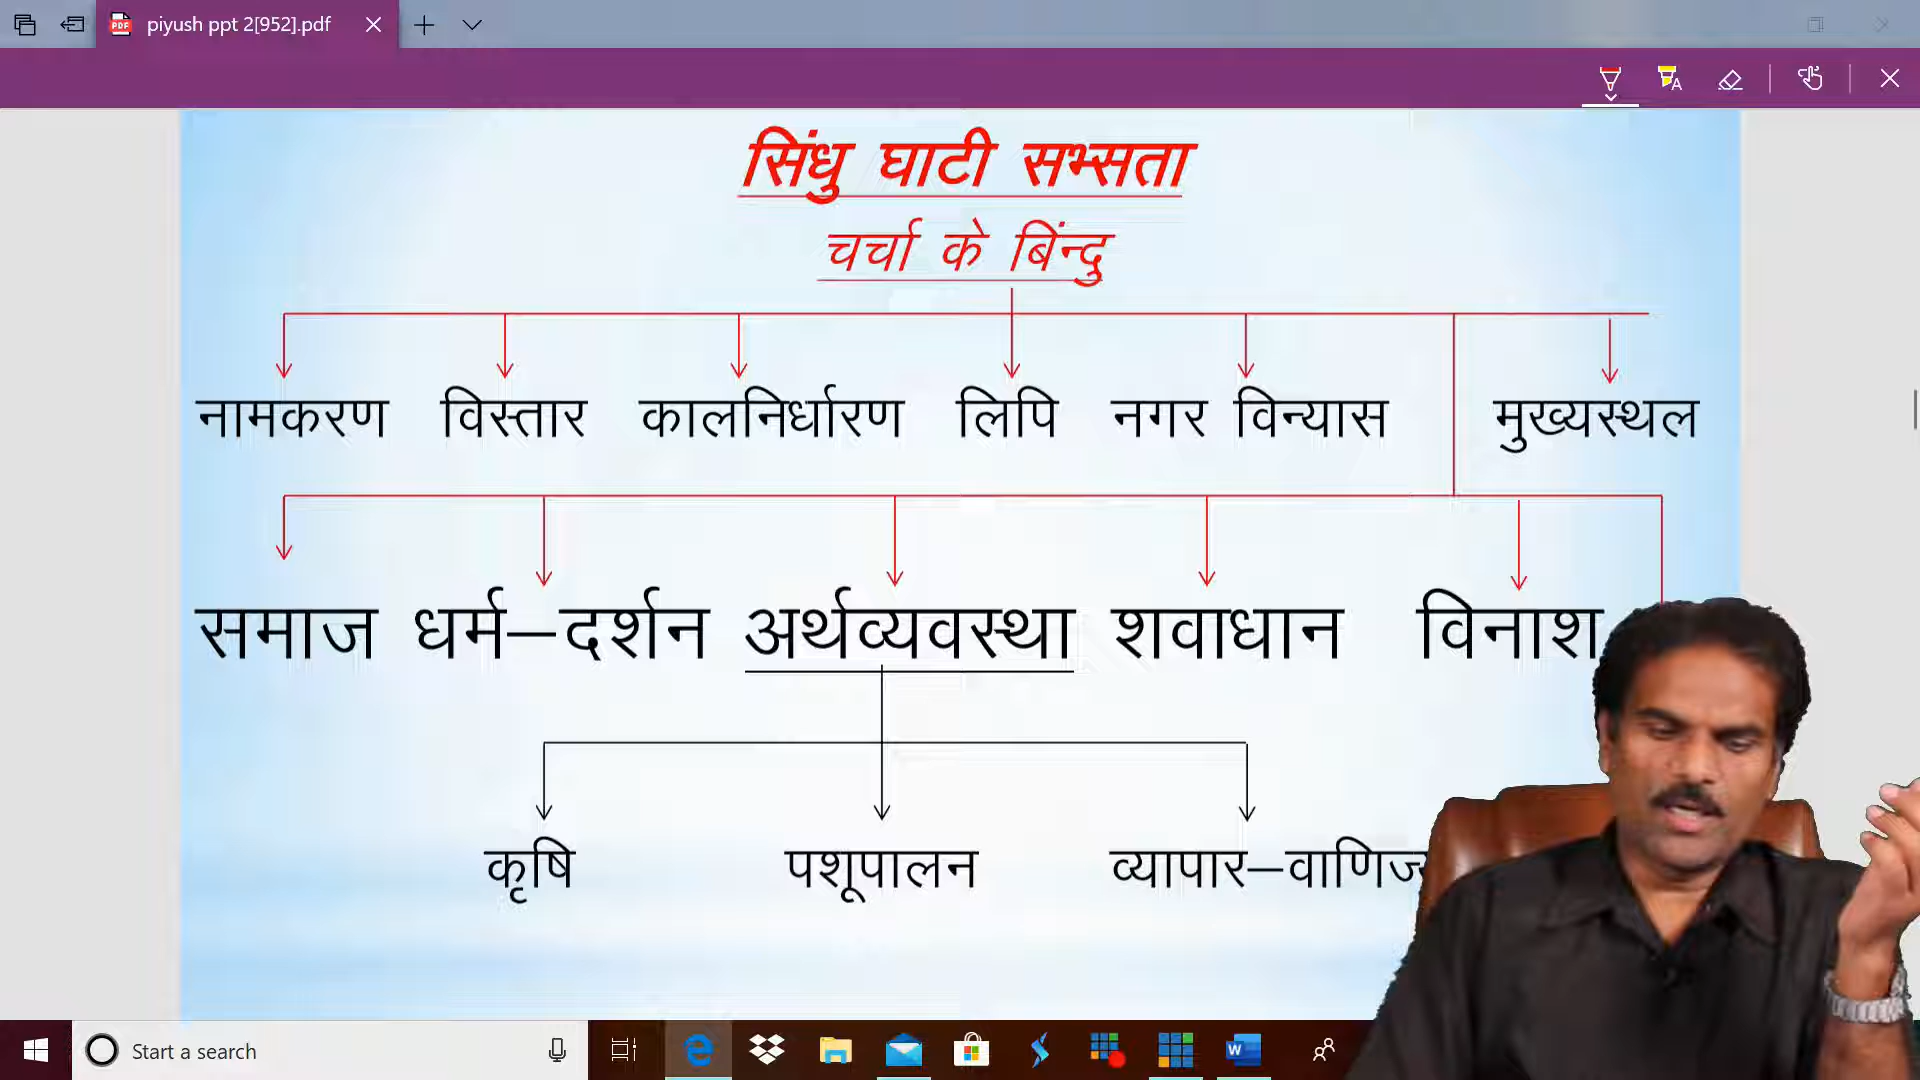 piyush ppt 2[952].pdf
सिंधु घाटी सभ्सता
चर्चा के बिंन्दु
नामकरण विस्तार कालनिर्धारण लिपि नगर विन्यास मुख्यस्थल
समाज धर्म–दर्शन अर्थव्यवस्था शवाधान विनाश
कृषि पशूपालन व्यापार–वाणिज्य
Start a search